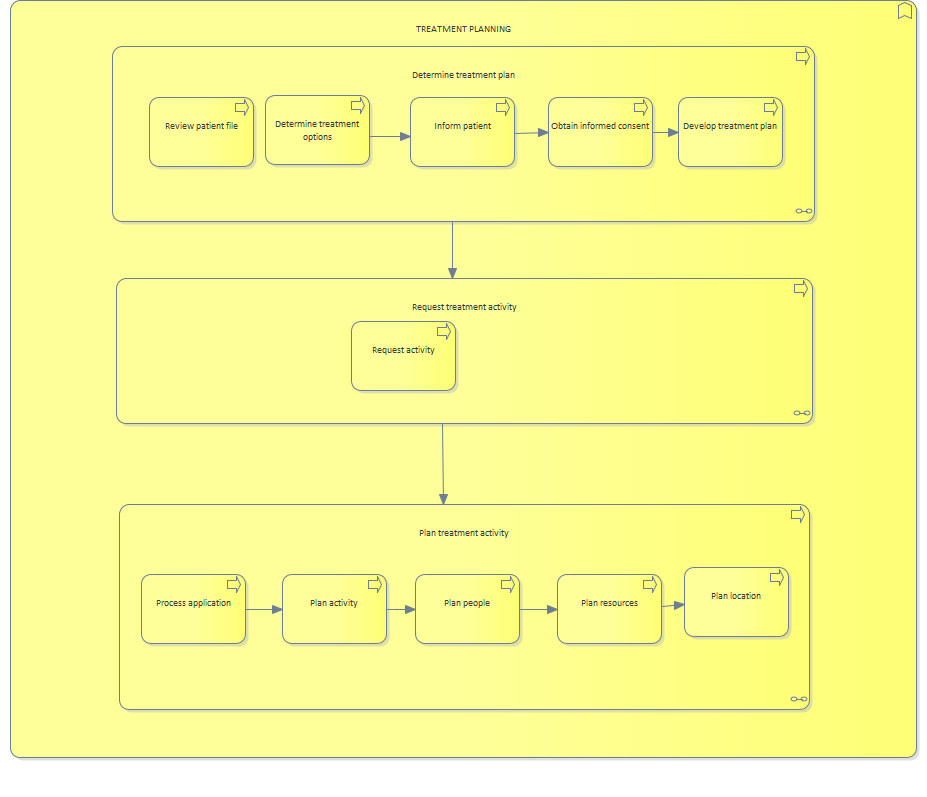 TREATMENT PLANNING
Determine treatment plan
Review patient file
Determine treatment
options
Inform patient
Obtain informed consent
Develop treatment plan
Request treatment activity
Request activity
Plan treatment activity
Process application
Plan activity
Plan people
Plan resources
Plan location